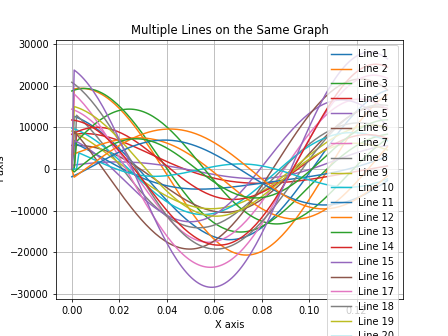 Multiple Lines on the Same Graph
30000
20000
10000
0
−10000
−20000
−30000
axis
0.00
0.02
0.04
0.06
0.08
0.10
X axis
Line 1
Line 2
Line 3
Line 4
Line 5
Line 6
Line 7
Line 8
Line 9
Line 10
Line 11
Line 12
Line 13
Line 14
Line 15
Line 16
Line 17
Line 18
Line 19
Line 20